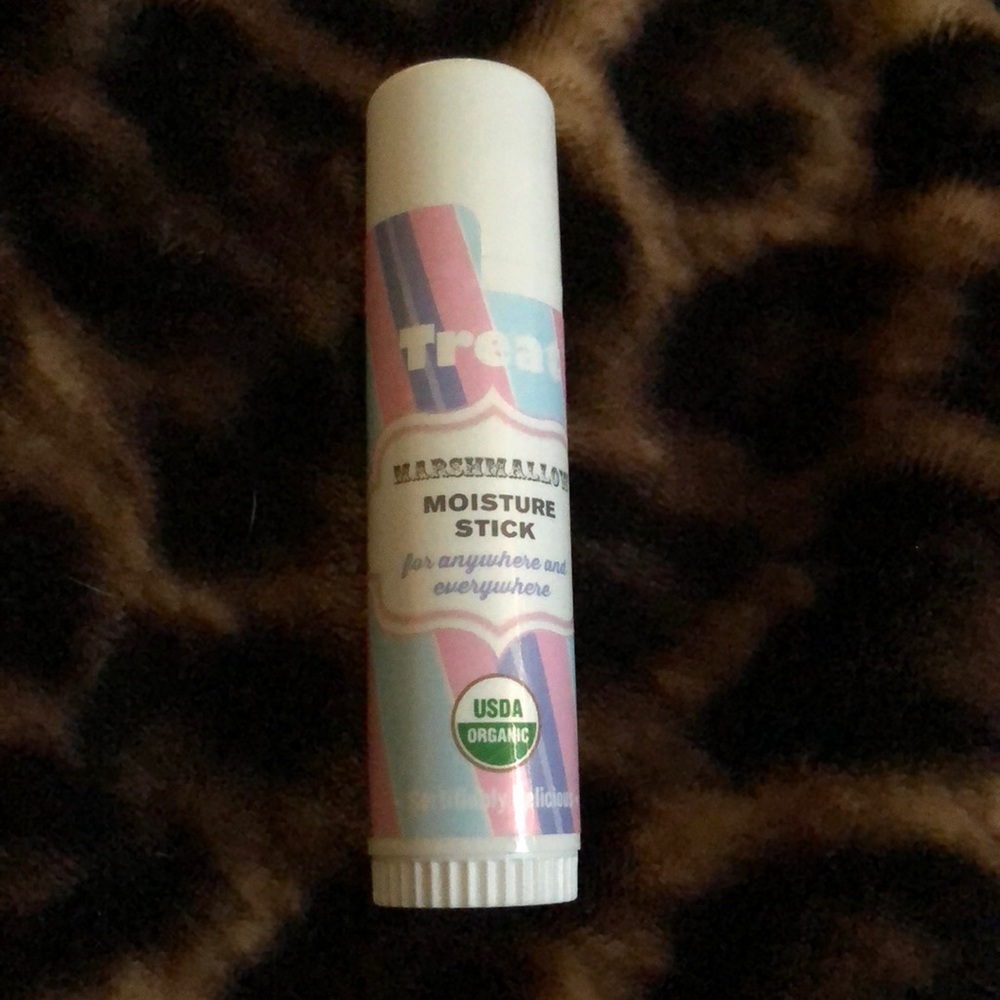 Treat
MARSHMALLOW
MOISTURE
STICK
for anywhere and
everywhere
USDA
ORGANIC